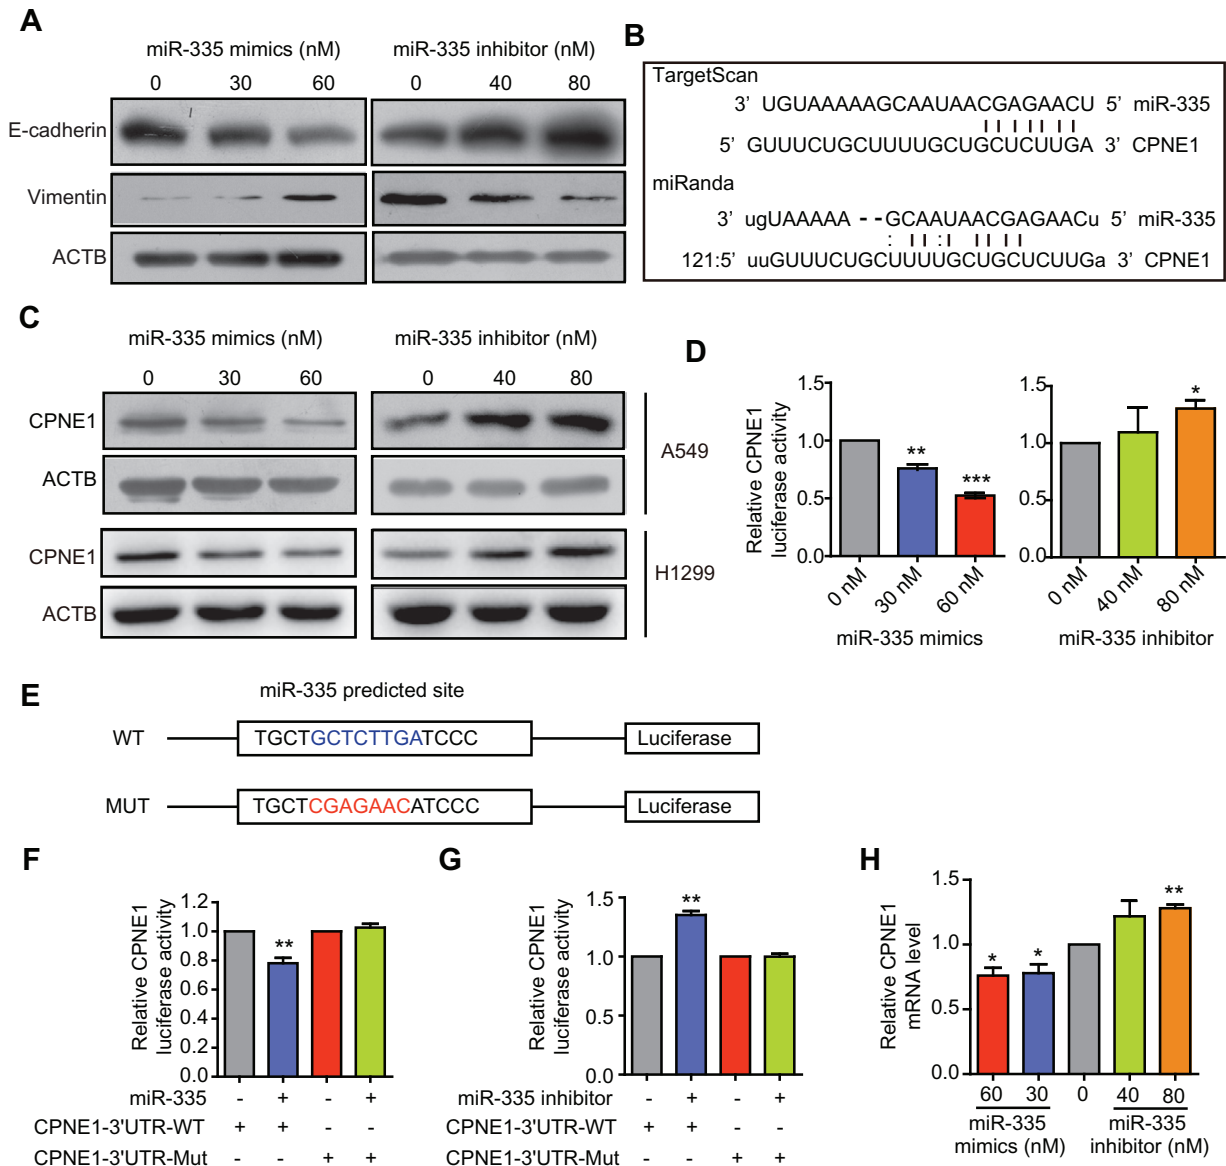 A
miR-335 mimics (nM)
miR-335 inhibitor (nM)
0 30 60
0 40 80
E-cadherin
Vimentin
ACTB
B
TargetScan
3' UGUAAAAAGCAAUAACGAGAACU 5' miR-335
5' GUUUCUGCUUUUGCUGCUCUUGA 3' CPNE1
miRanda
3' ugUAAAAA --GCAAUAACGAGAACu 5' miR-335
121:5' uuGUUUCUGCUUUUGCUGCUCUUGa 3' CPNE1
C
miR-335 mimics (nM)
miR-335 inhibitor (nM)
0 30 60
0 40 80
CPNE1
ACTB
A549
CPNE1
ACTB
H1299
D
Relative CPNE1
luciferase activity
1.5
1.0
0.5
0.0
**
***
0 nM
30 nM
60 nM
miR-335 mimics
1.5
1.0
0.5
0.0
*
0 nM
40 nM
80 nM
miR-335 inhibitor
E
miR-335 predicted site
WT TGCTGCTCTTGATCCC Luciferase
MUT TGCTCGAGAACATCCC Luciferase
F
Relative CPNE1
luciferase activity
1.2
1.0
0.8
0.6
0.4
0.2
0.0
**
miR-335 - + - +
CPNE1-3'UTR-WT + + - -
CPNE1-3'UTR-Mut - - + +
G
Relative CPNE1
luciferase activity
1.5
1.0
0.5
0.0
**
miR-335 inhibitor - + - +
CPNE1-3'UTR-WT + + - -
CPNE1-3'UTR-Mut - - + +
H
Relative CPNE1
mRNA level
1.5
1.0
0.5
0.0
* * **
60 30 0 40 80
miR-335
mimics (nM)
miR-335
inhibitor (nM)